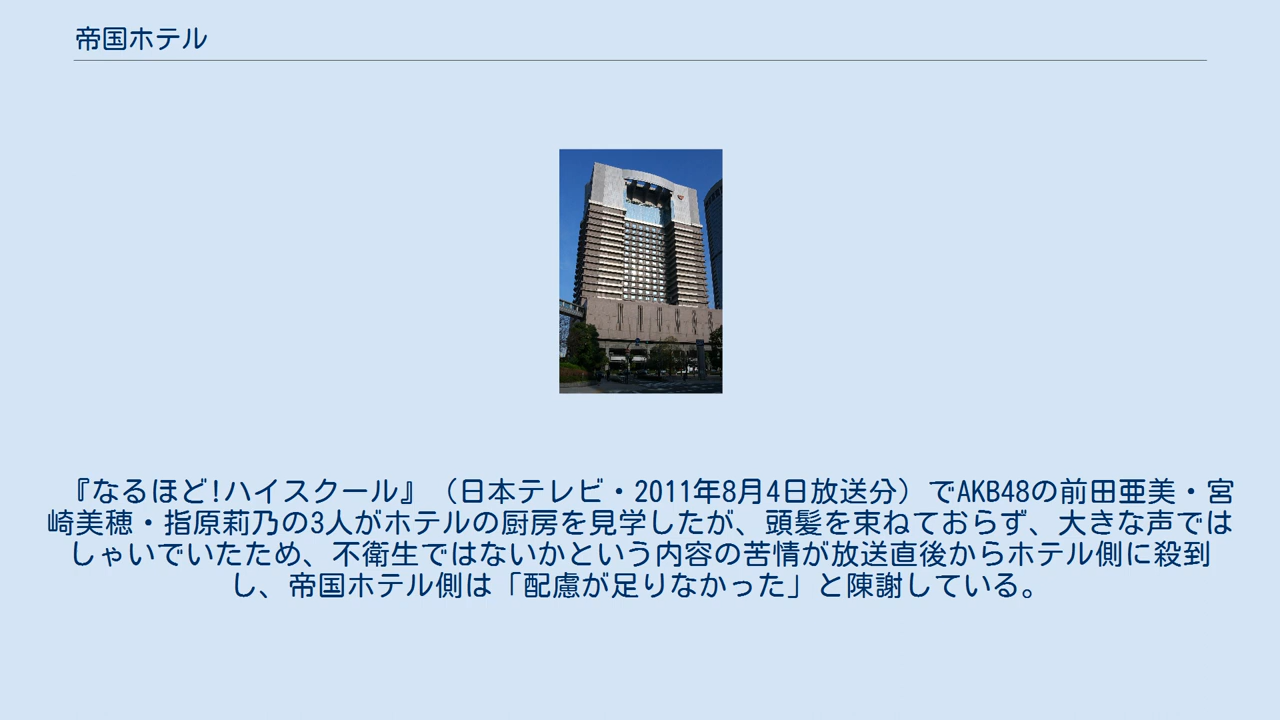 帝国ホテル
『なるほど!ハイスクール』（日本テレビ・2011年8月4日放送分）でAKB48の前田亜美・宮
崎美穂・指原莉乃の3人がホテルの厨房を見学したが、頭髪を束ねておらず、大きな声では
しゃいでいたため、不衛生ではないかという内容の苦情が放送直後からホテル側に殺到
し、帝国ホテル側は「配慮が足りなかった」と陳謝している。